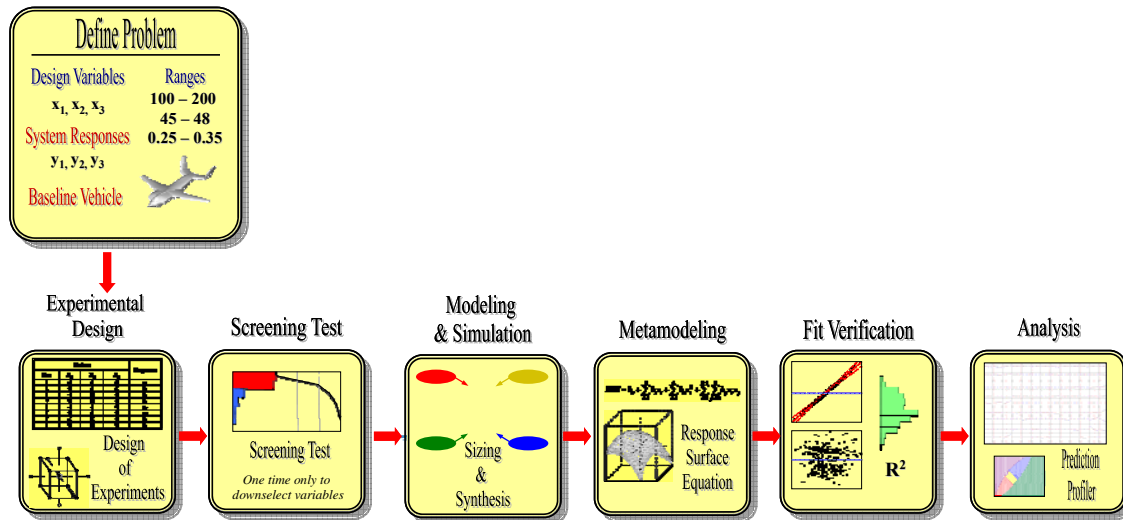 Define Problem
Design Variables
x1, x2, x3
System Responses
y1, y2, y3
Baseline Vehicle
Ranges
100 – 200
45 – 48
0.25 – 0.35
Experimental
Design
Design
of
Experiments
Screening Test
Screening Test
One time only to
downselect variables
Modeling
& Simulation
Sizing
&
Synthesis
Metamodeling
Response
Surface
Equation
Fit Verification
R2
Analysis
Prediction
Profiler